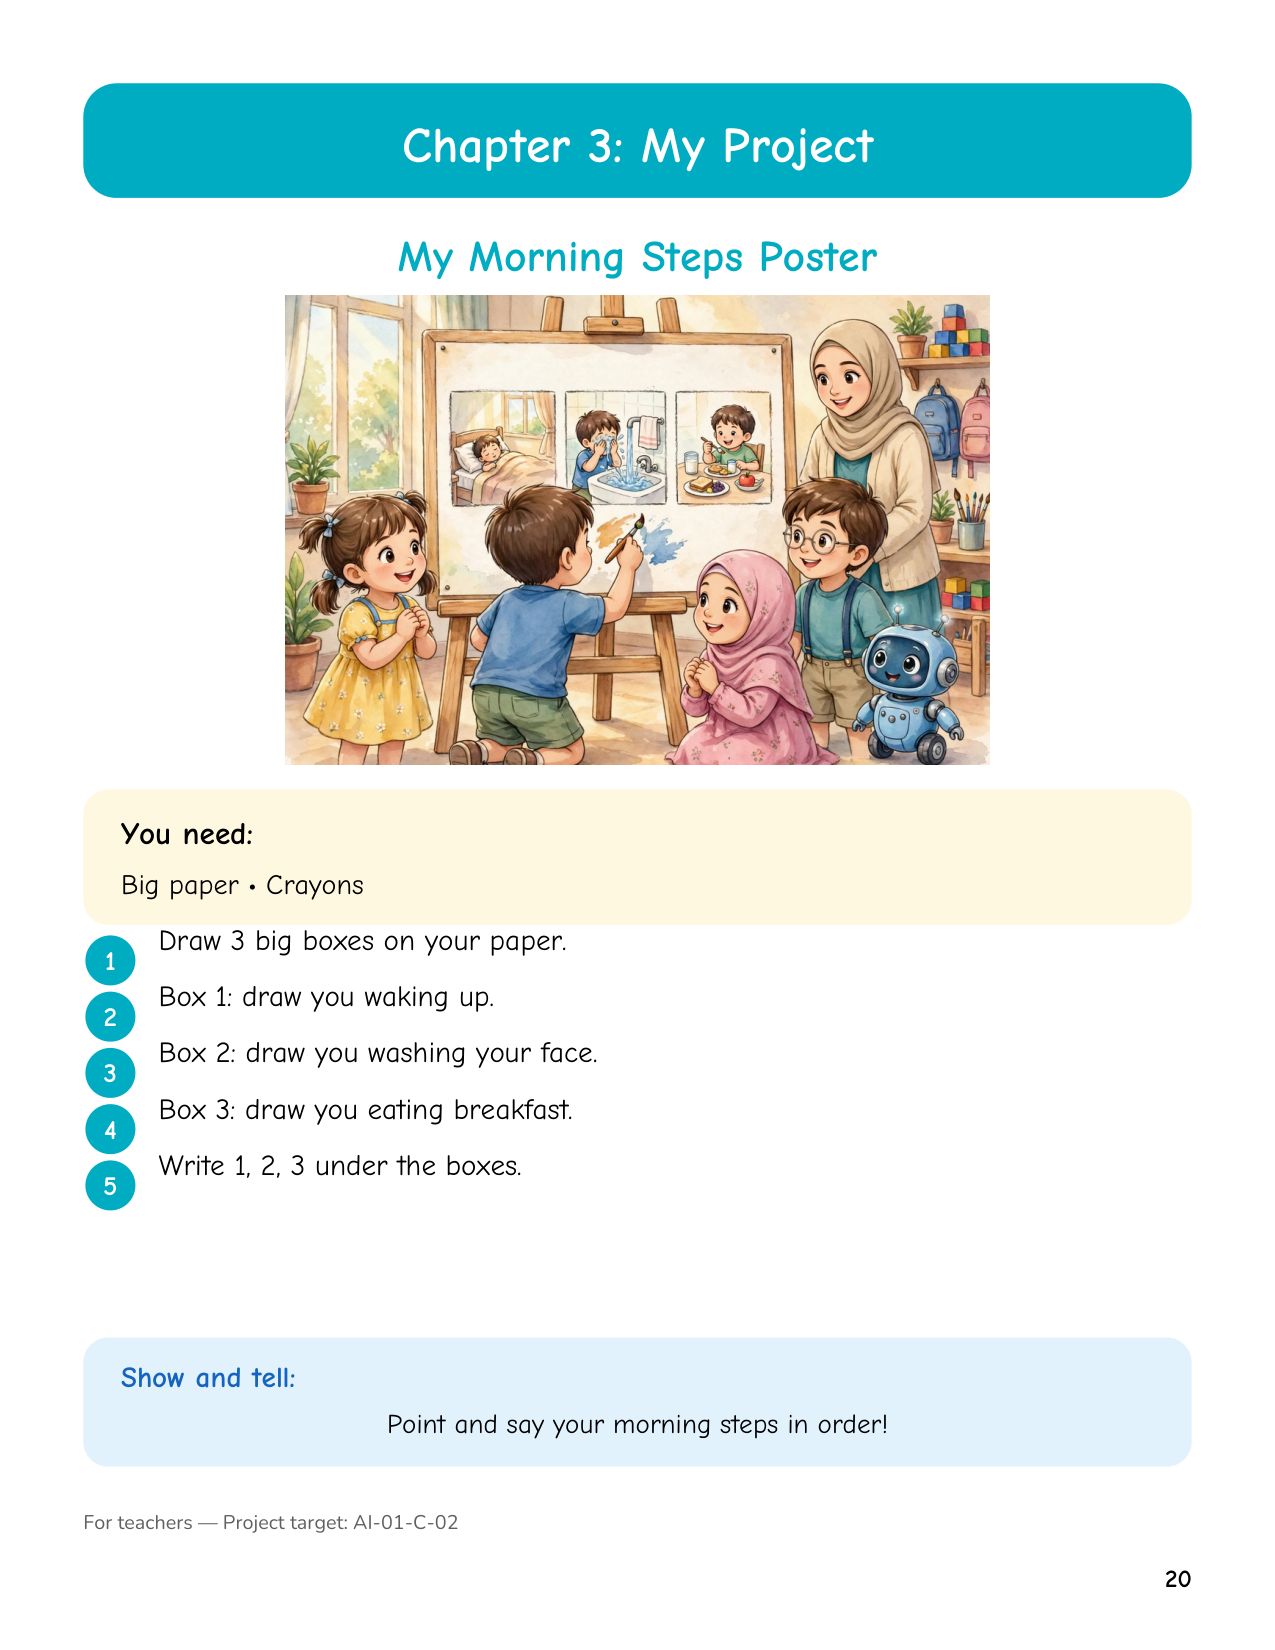 Chapter 3: My Project
My Morning Steps Poster
You need:
Big paper • Crayons
1 Draw 3 big boxes on your paper.
2 Box 1: draw you waking up.
3 Box 2: draw you washing your face.
4 Box 3: draw you eating breakfast.
5 Write 1, 2, 3 under the boxes.
Show and tell:
Point and say your morning steps in order!
For teachers — Project target: AI-01-C-02
20